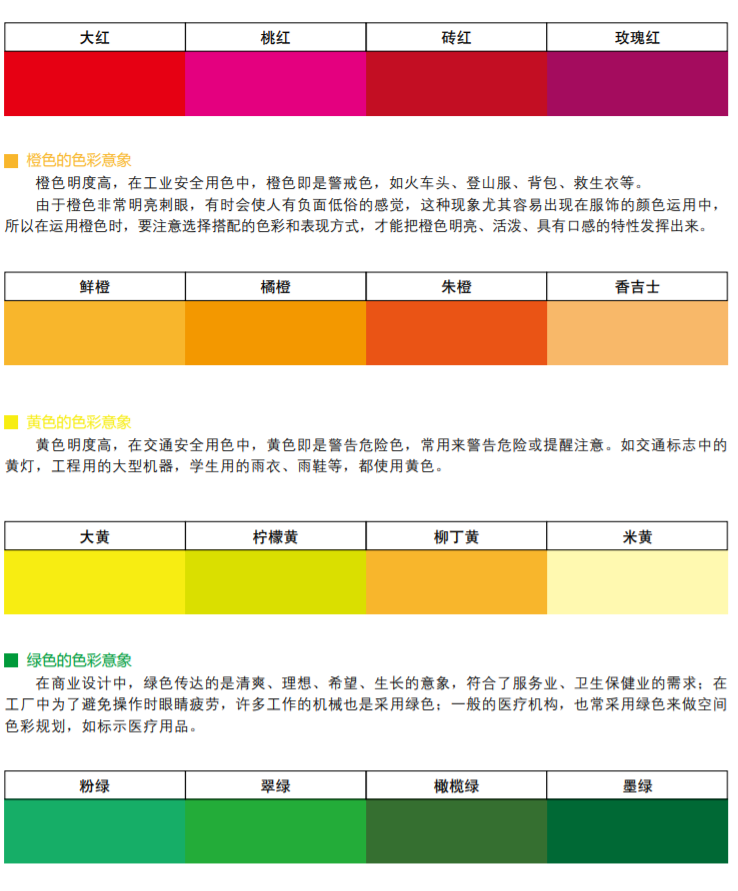 大红 桃红 砖红 玫瑰红
橙色的色彩意象
橙色明度高，在工业安全用色中，橙色即是警戒色，如火车头、登山服、背包、救生衣等。
由于橙色非常明亮刺眼，有时会使人有负面低俗的感觉，这种现象尤其容易出现在服饰的颜色运用中，
所以在运用橙色时，要注意选择搭配的色彩和表现方式，才能把橙色明亮、活泼、具有口感的特性发挥出来。
鲜橙 橘橙 朱橙 香吉士
黄色的色彩意象
黄色明度高，在交通安全用色中，黄色即是警告危险色，常用来警告危险或提醒注意。如交通标志中的
黄灯，工程用的大型机器，学生用的雨衣、雨鞋等，都使用黄色。
大黄 柠檬黄 柳丁黄 米黄
绿色的色彩意象
在商业设计中，绿色传达的是清爽、理想、希望、生长的意象，符合了服务业、卫生保健业的需求；在
工厂中为了避免操作时眼睛疲劳，许多工作的机械也是采用绿色；一般的医疗机构，也常采用绿色来做空间
色彩规划，如标示医疗用品。
粉绿 翠绿 橄榄绿 墨绿